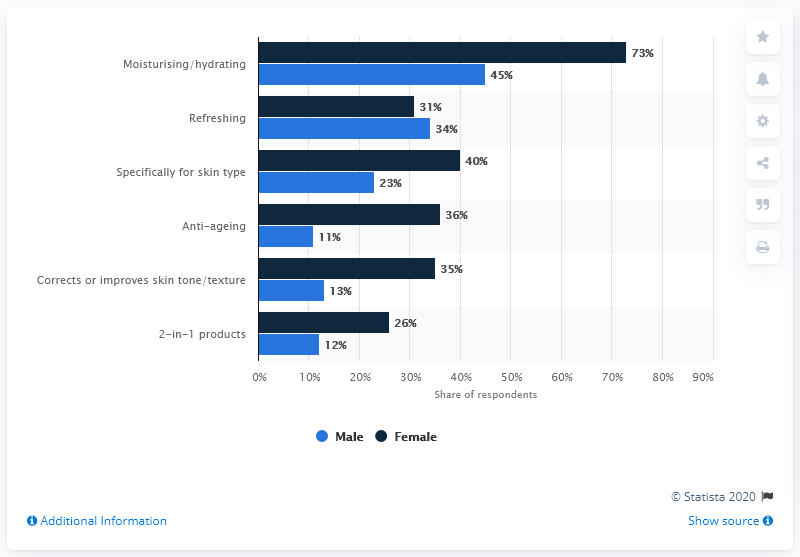 Moisturising/hydrating
73%
45%
Refreshing
31%
34%
Specifically for skin type
40%
23%
Anti-ageing
36%
11%
Corrects or improves skin tone/texture
35%
13%
2-in-1 products
26%
12%
0% 10% 20% 30% 40% 50% 60% 70% 80% 90%
Share of respondents
Male Female
© Statista 2020
Additional Information Show source